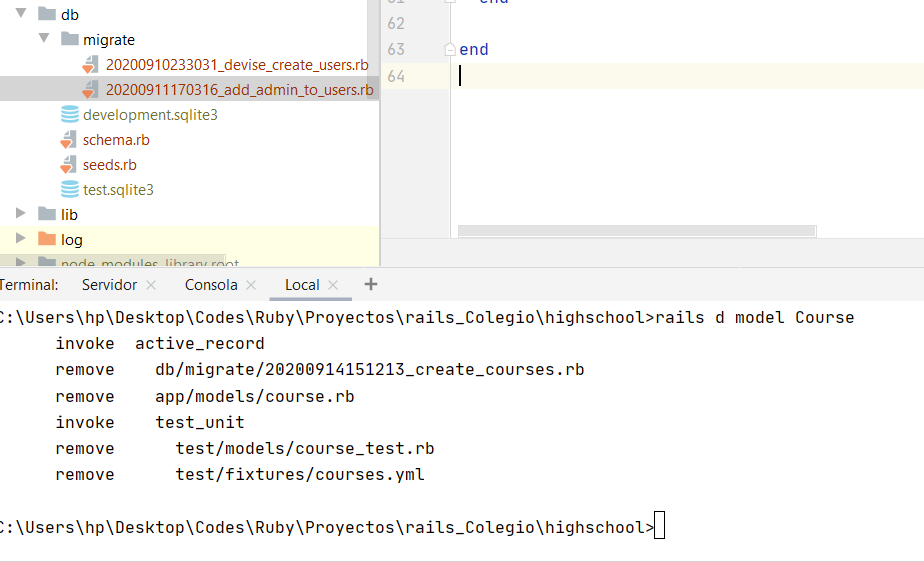 db
migrate
20200910233031_devise_create_users.rb
20200911170316_add_admin_to_users.rb
development.sqlite3
schema.rb
seeds.rb
test.sqlite3
lib
log
node_modules library root
end
62
63 end
64
Terminal: Servidor Consola Local +
C:\Users\hp\Desktop\Codes\Ruby\Proyectos\rails_Colegio\highschool>rails d model Course
invoke active_record
remove db/migrate/20200914151213_create_courses.rb
remove app/models/course.rb
invoke test_unit
remove test/models/course_test.rb
remove test/fixtures/courses.yml
C:\Users\hp\Desktop\Codes\Ruby\Proyectos\rails_Colegio\highschool>